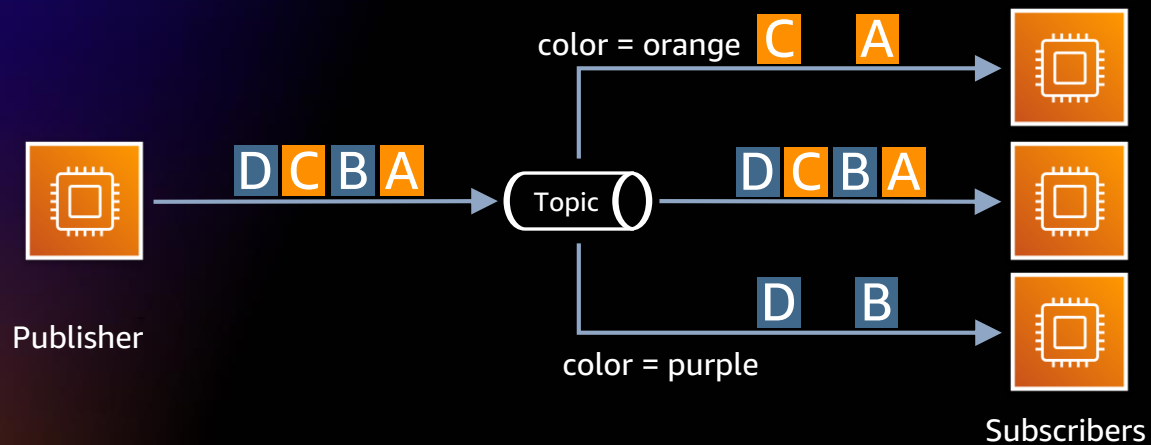 color = orange
C A
D C B A
Topic
D C B A
D B
color = purple
Publisher
Subscribers